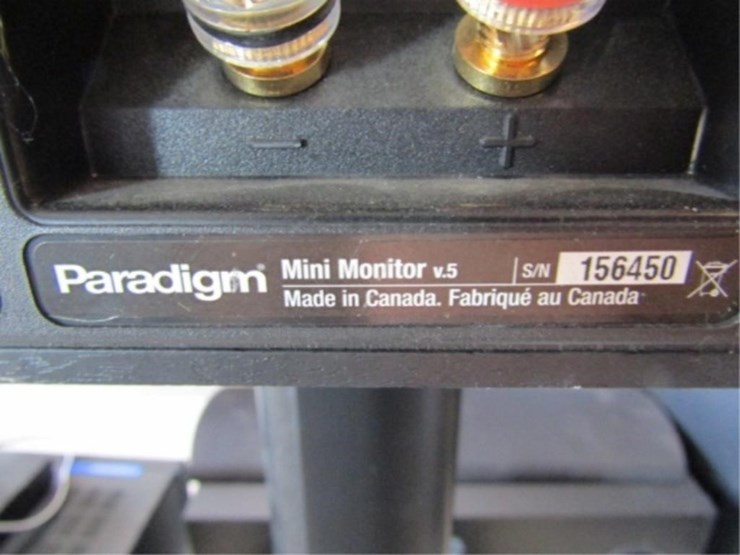 − +
Paradigm Mini Monitor v.5 S/N 156450
Made in Canada. Fabriqué au Canada